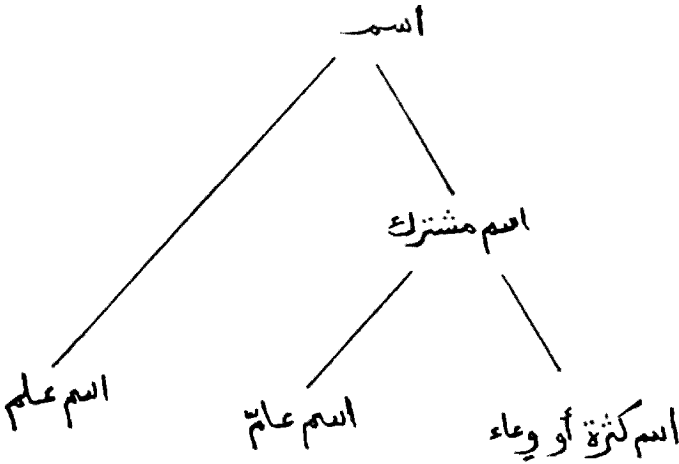 اسم
اسم مشترك
اسم كثرة أو وعاء
اسم عامّ
اسم علم